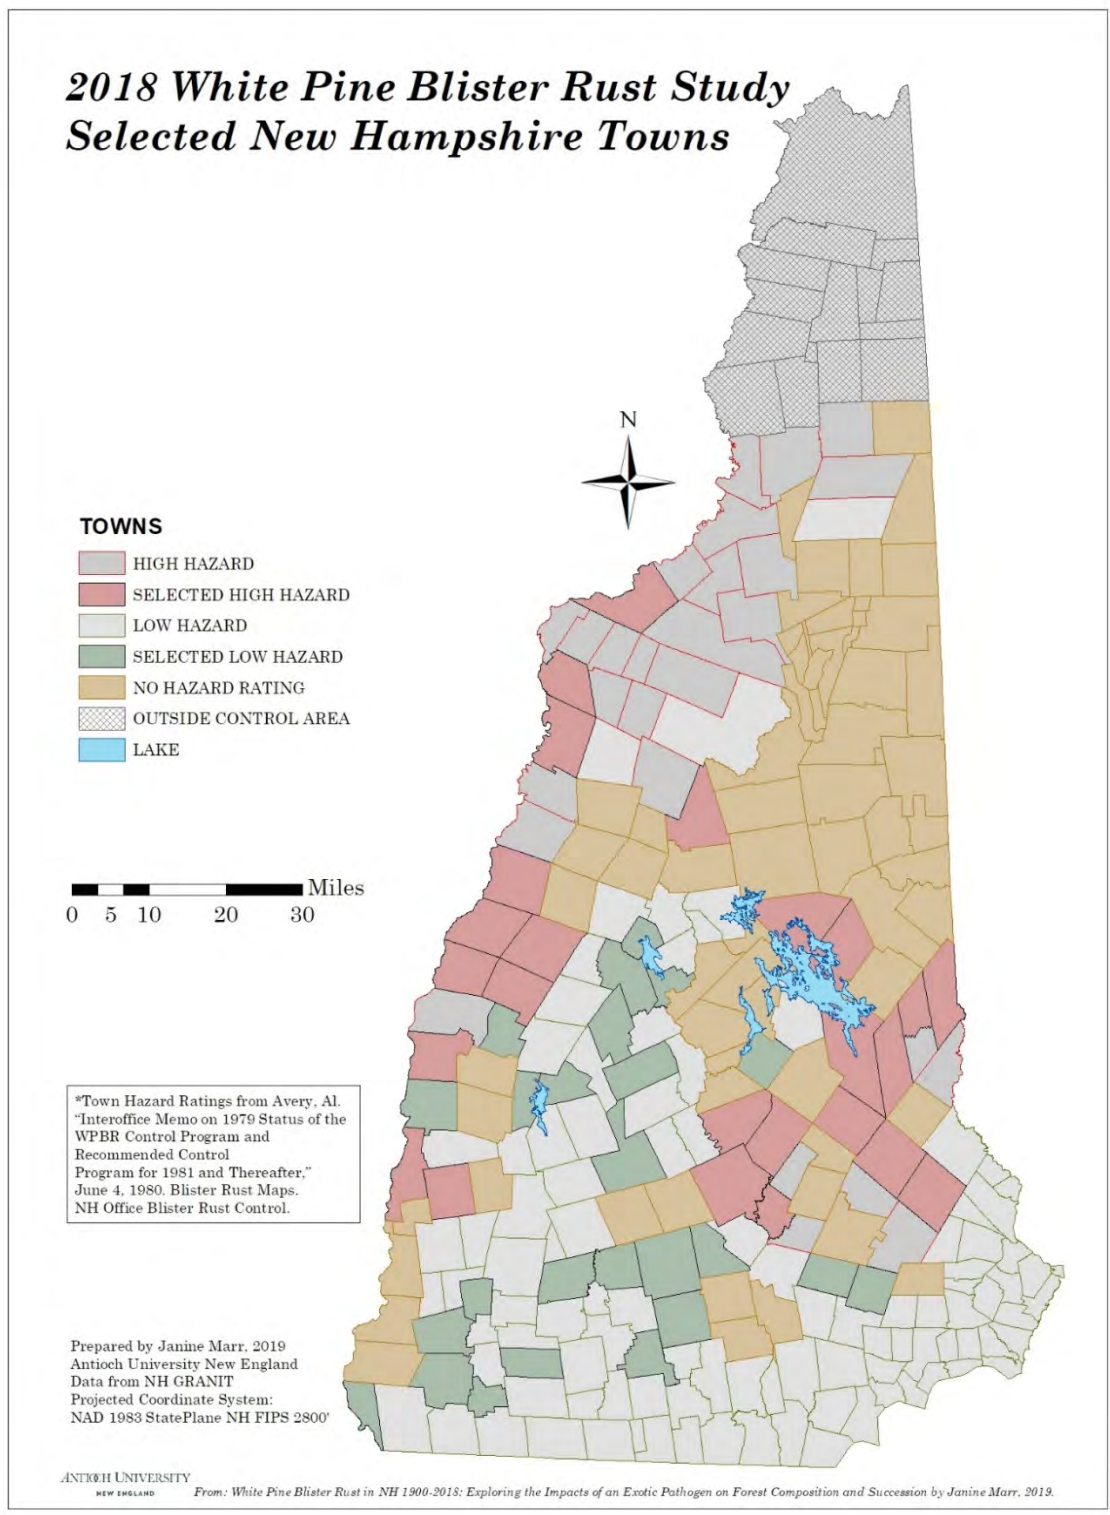 2018 White Pine Blister Rust Study
Selected New Hampshire Towns
N
TOWNS
HIGH HAZARD
SELECTED HIGH HAZARD
LOW HAZARD
SELECTED LOW HAZARD
NO HAZARD RATING
OUTSIDE CONTROL AREA
LAKE
Miles
0 5 10 20 30
*Town Hazard Ratings from Avery, Al.
"Interoffice Memo on 1979 Status of the
WPBR Control Program and
Recommended Control
Program for 1981 and Thereafter,"
June 4, 1980. Blister Rust Maps.
NH Office Blister Rust Control.
Prepared by Janine Marr, 2019
Antioch University New England
Data from NH GRANIT
Projected Coordinate System:
NAD 1983 StatePlane NH FIPS 2800'
ANTIOCH UNIVERSITY
NEW ENGLAND
From: White Pine Blister Rust in NH 1900-2018: Exploring the Impacts of an Exotic Pathogen on Forest Composition and Succession by Janine Marr, 2019.